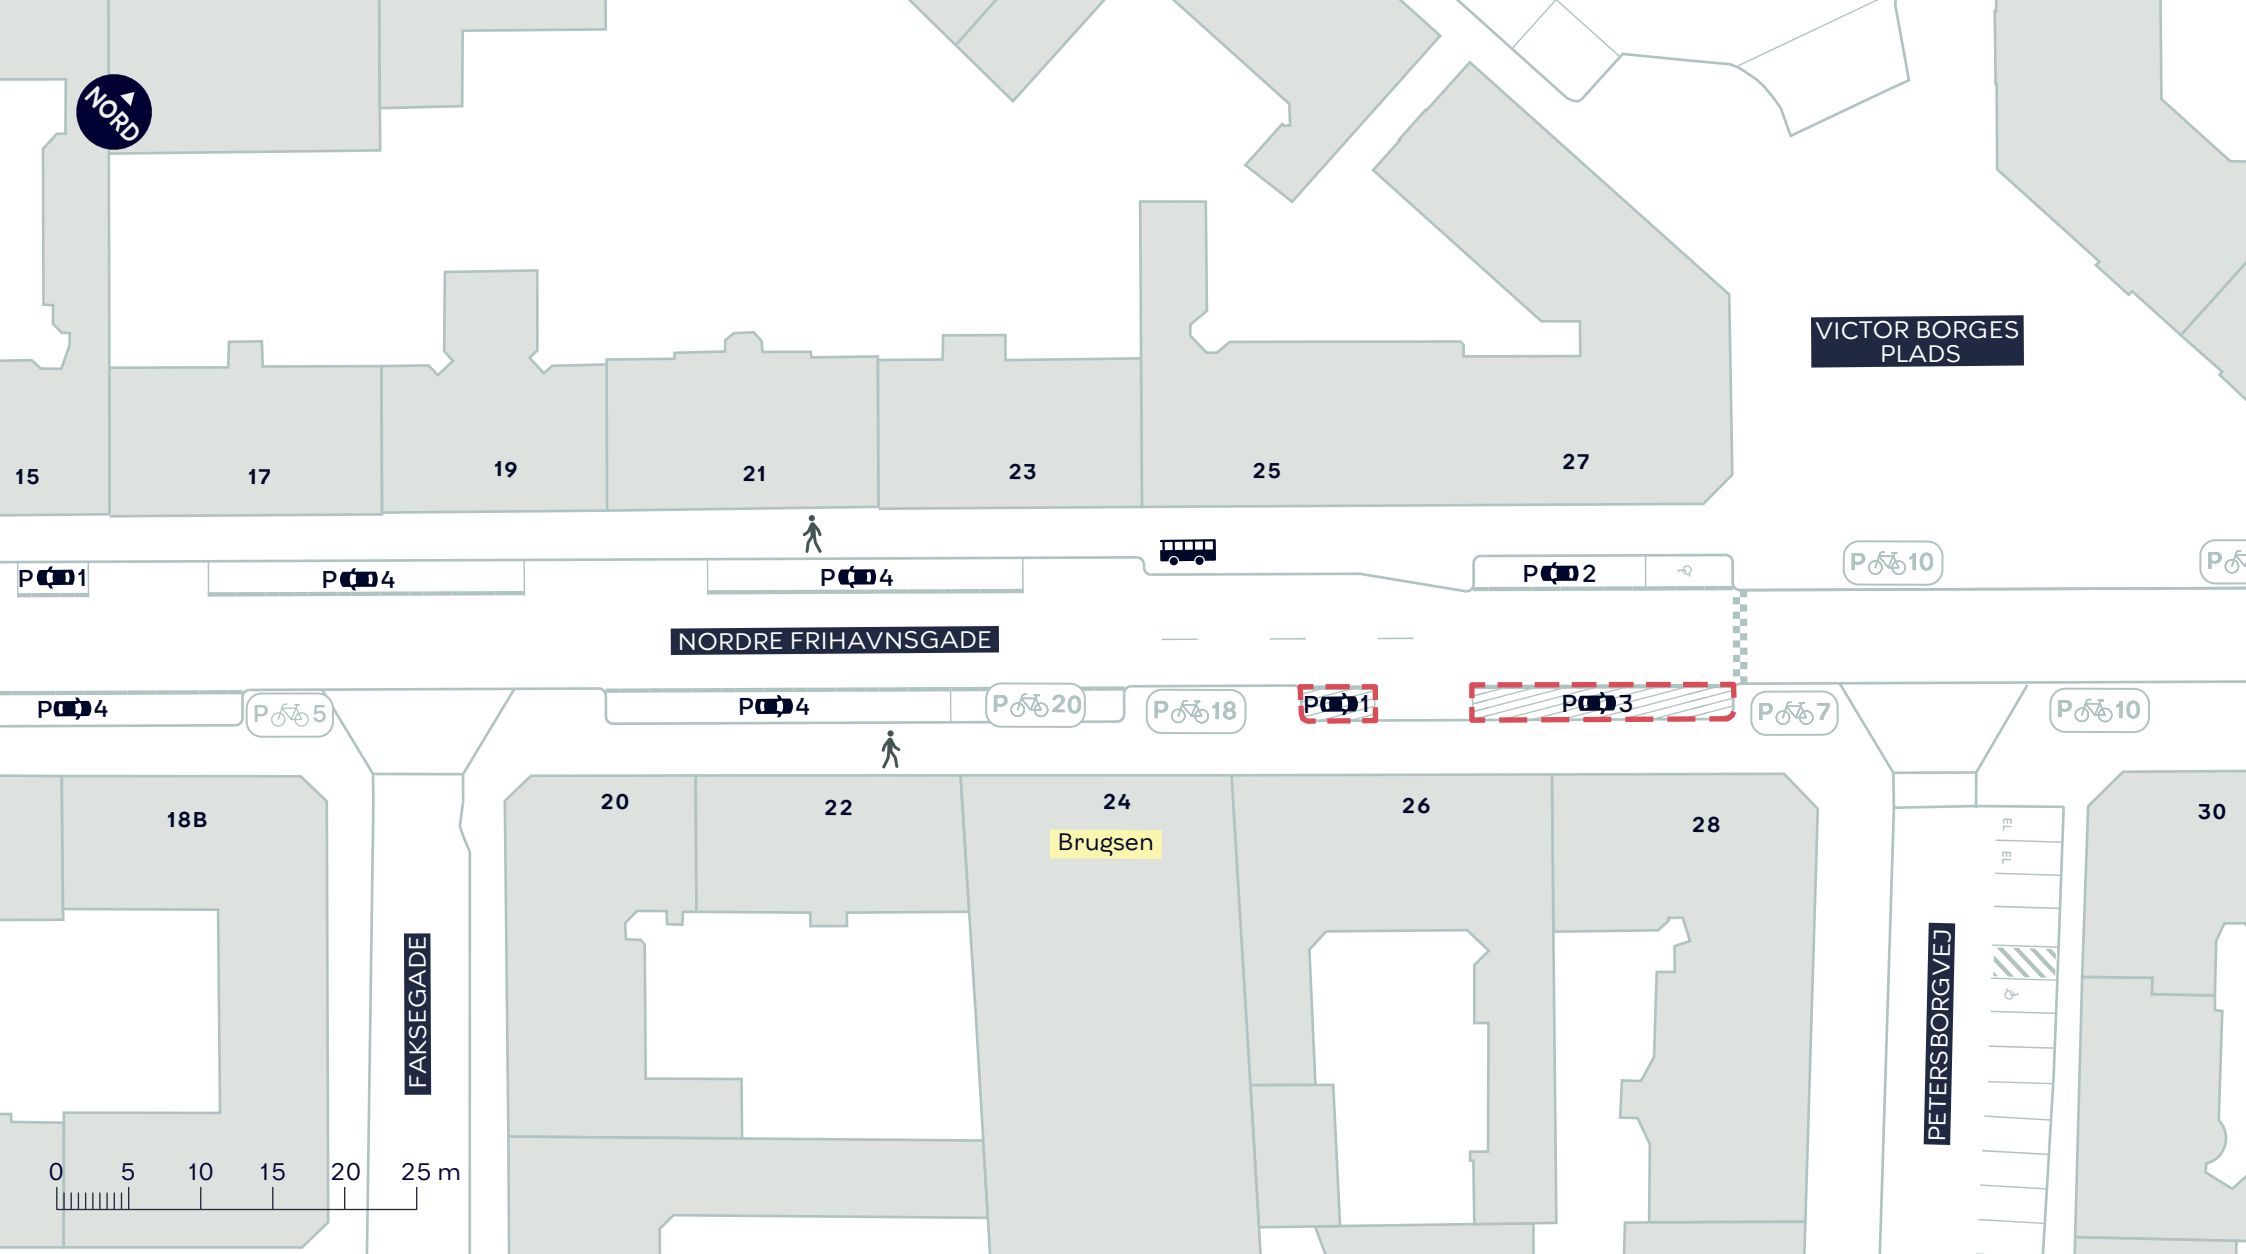 NORD
VICTOR BORGES
PLADS
15
17
19
21
23
25
27
P 1
P 4
P 4
P 2
P 10
P
NORDRE FRIHAVNSGADE
P 4
P 5
P 4
P 20
P 18
P 1
P 3
P 7
P 10
18B
20
22
24
Brugsen
26
28
30
EL
EL
FAKSEGADE
PETERSBORGVEJ
0 5 10 15 20 25 m